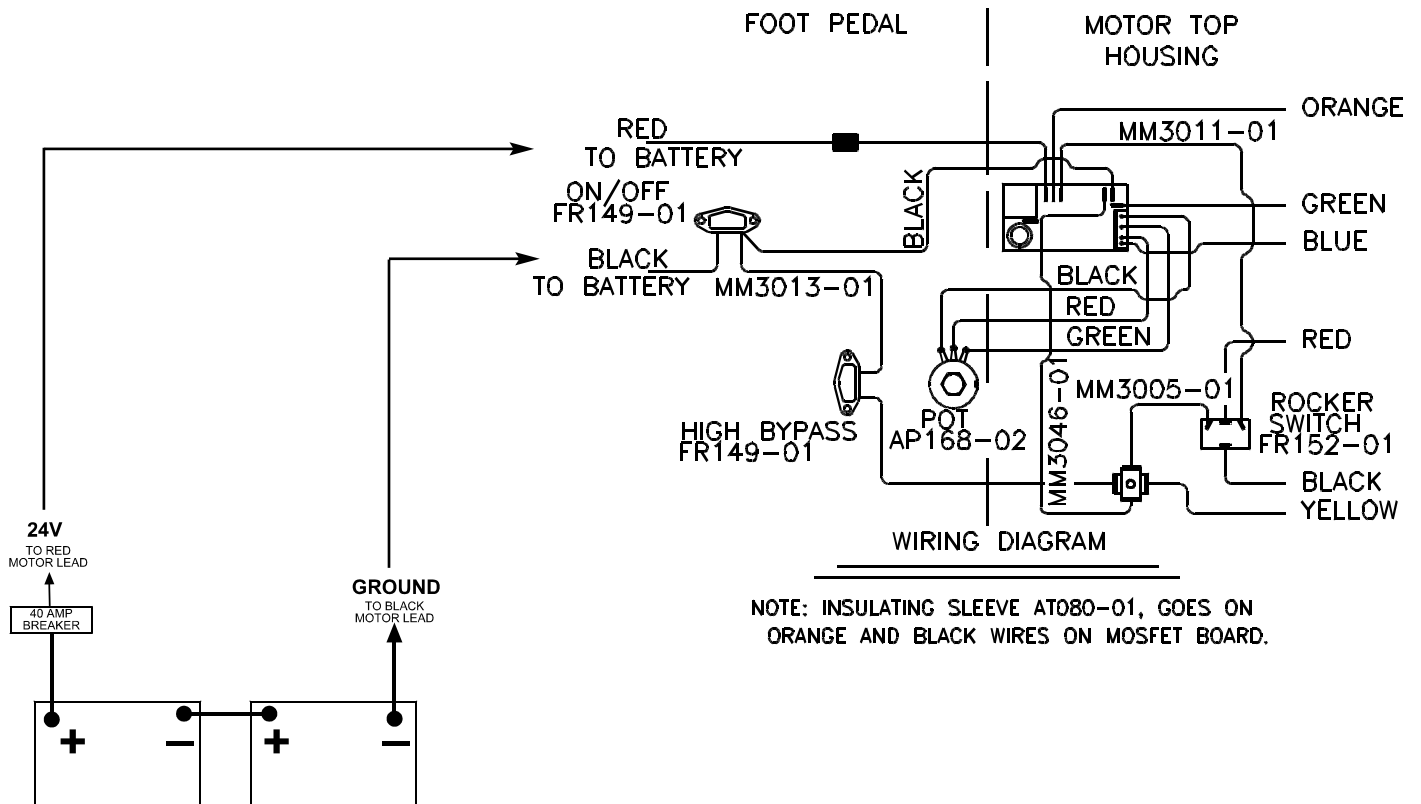 FOOT PEDAL
MOTOR TOP
HOUSING
ORANGE
RED
TO BATTERY
MM3011-01
ON/OFF
FR149-01
BLACK
GREEN
BLUE
BLACK
TO BATTERY
MM3013-01
BLACK
RED
GREEN
RED
MM3046-01
MM3005-01
ROCKER
SWITCH
FR152-01
HIGH BYPASS
FR149-01
POT
AP168-02
BLACK
YELLOW
WIRING DIAGRAM
NOTE: INSULATING SLEEVE AT080-01, GOES ON
ORANGE AND BLACK WIRES ON MOSFET BOARD.
24V
TO RED
MOTOR LEAD
40 AMP
BREAKER
GROUND
TO BLACK
MOTOR LEAD
+
−
+
−